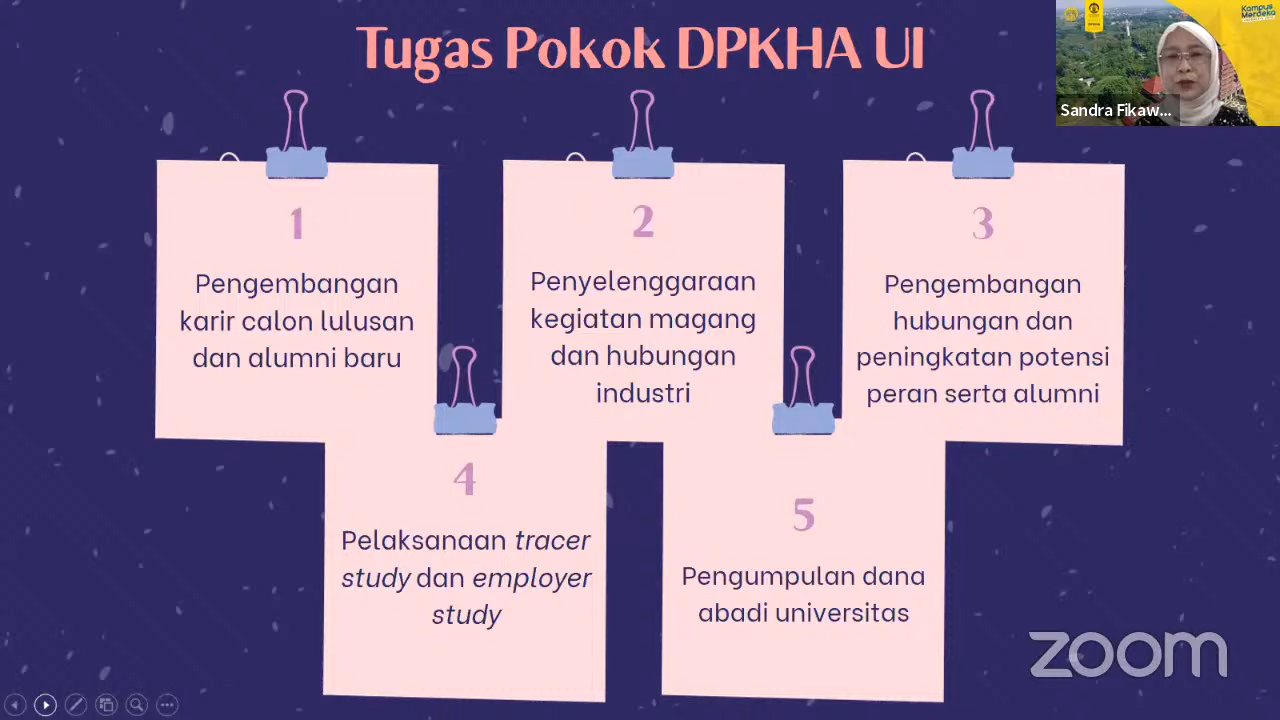 Tugas Pokok DPKHA UI
Kampus
Merdeka
Sandra Fikaw...
1
Pengembangan
karir calon lulusan
dan alumni baru
2
Penyelenggaraan
kegiatan magang
dan hubungan
industri
3
Pengembangan
hubungan dan
peningkatan potensi
peran serta alumni
4
Pelaksanaan tracer
study dan employer
study
5
Pengumpulan dana
abadi universitas
zoom